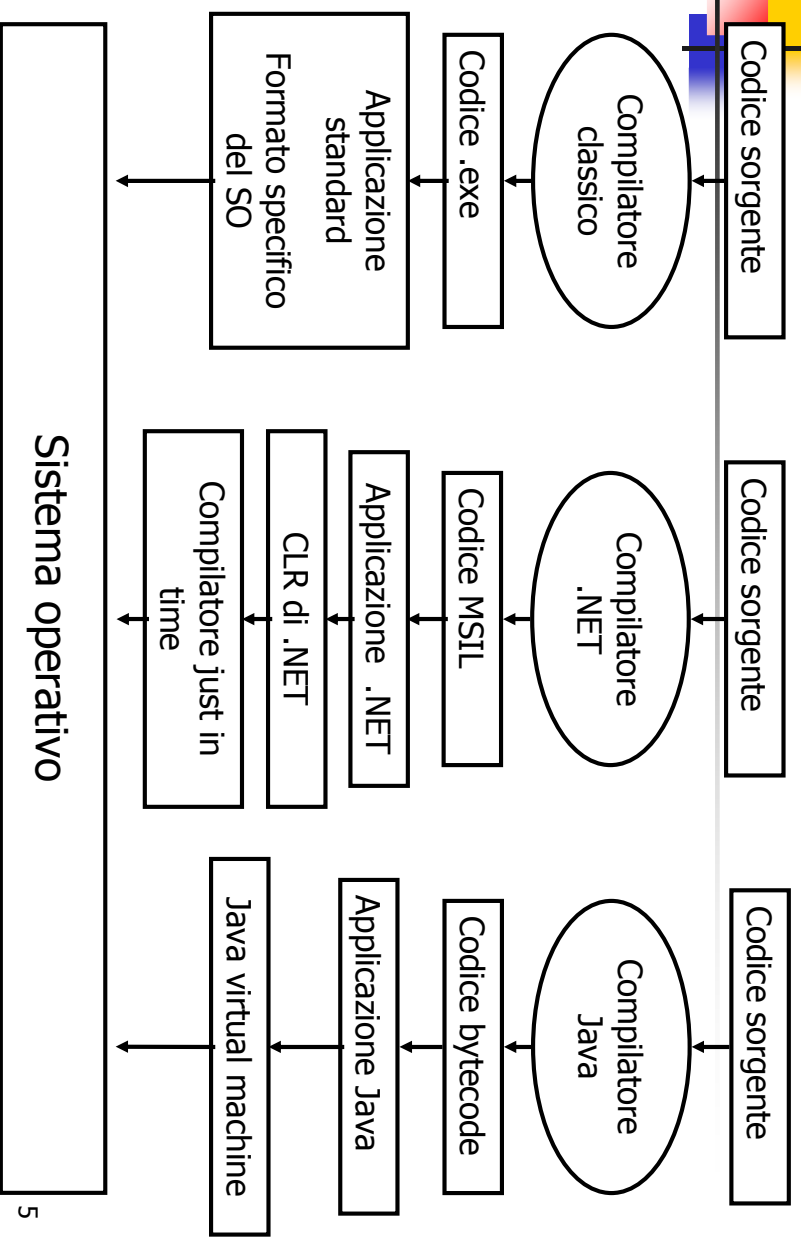 Codice sorgente
Compilatore
classico
Codice .exe
Applicazione
standard
Formato specifico
del SO
Codice sorgente
Compilatore
.NET
Codice MSIL
Applicazione .NET
CLR di .NET
Compilatore just in
time
Codice sorgente
Compilatore
Java
Codice bytecode
Applicazione Java
Java virtual machine
Sistema operativo
5